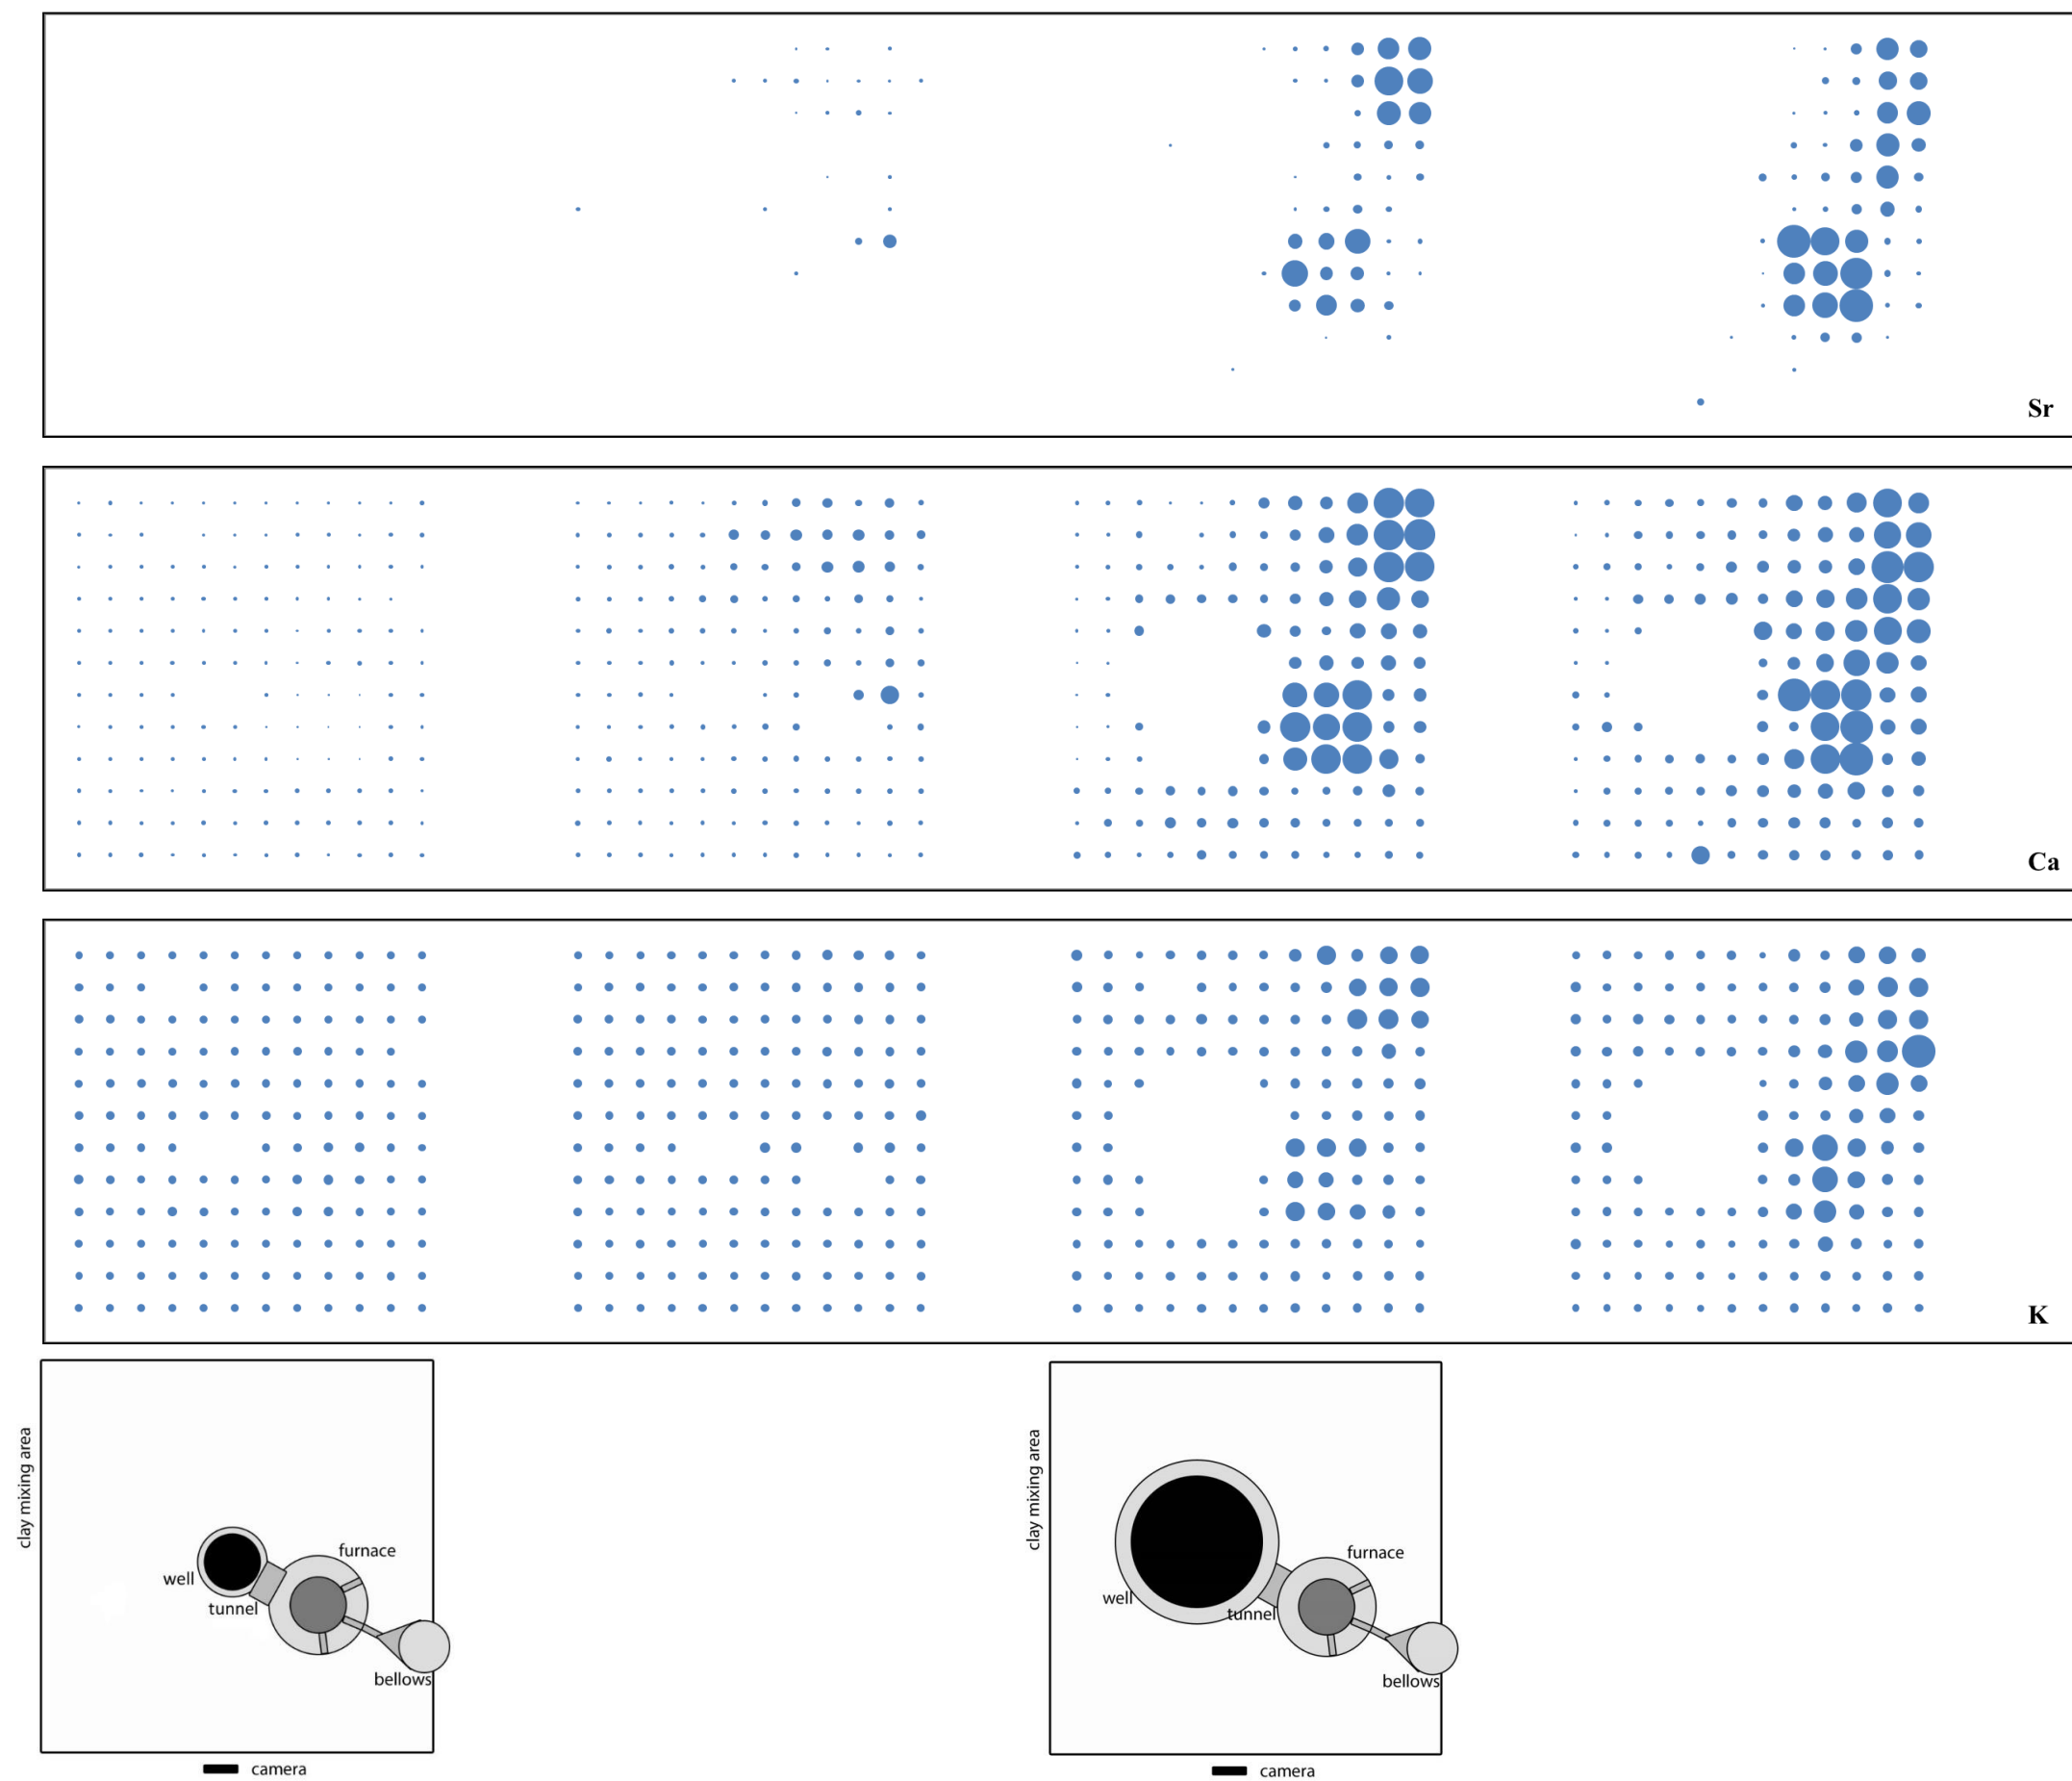 Sr
Ca
K
clay mixing area
furnace
well
tunnel
bellows
camera
clay mixing area
furnace
well
tunnel
bellows
camera